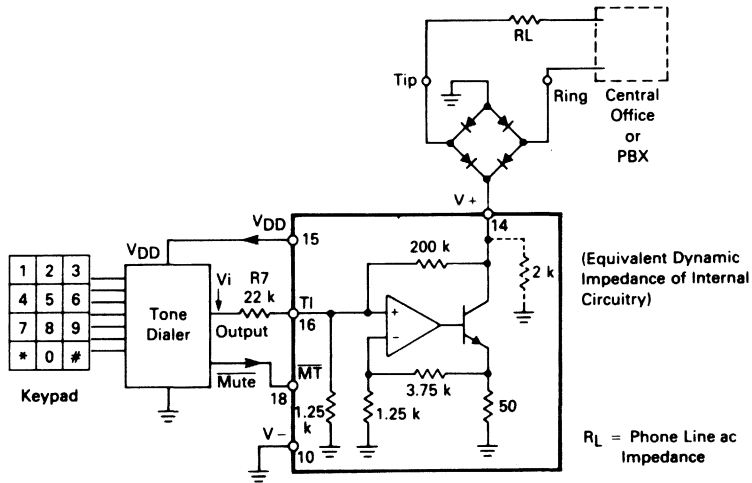 RL
Tip
Ring
Central
Office
or
PBX
V+
14
VDD
15
200 k
2 k
(Equivalent Dynamic
Impedance of Internal
Circuitry)
VDD
1 2 3
4 5 6
7 8 9
* 0 #
Keypad
Tone
Dialer
Vi
R7
22 k
Output
TI
16
+
−
Mute
MT
18
1.25
k
3.75 k
1.25 k
50
V−
10
RL = Phone Line ac
Impedance